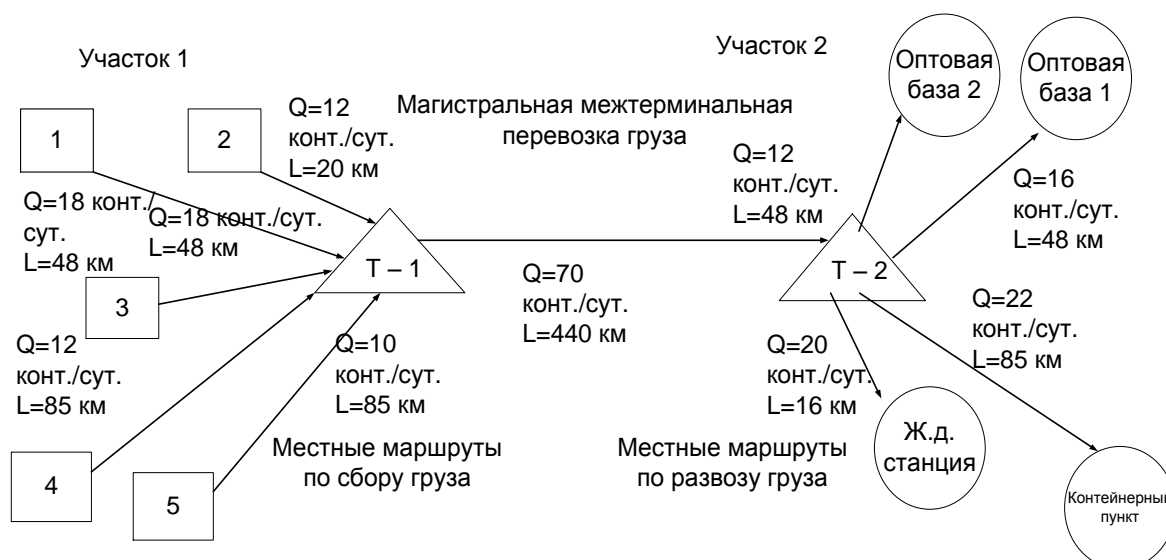 Участок 1
Участок 2
Оптовая
база 2
Оптовая
база 1
1
2
Q=12
конт./сут.
L=20 км
Магистральная межтерминальная
перевозка груза
Q=12
конт./сут.
L=48 км
Q=16
конт./сут.
L=48 км
Q=18 конт./
сут.
L=48 км
Q=18 конт./сут.
L=48 км
Т – 1
Т – 2
3
Q=70
конт./сут.
L=440 км
Q=22
конт./сут.
L=85 км
Q=12
конт./сут.
L=85 км
Q=10
конт./сут.
L=85 км
Q=20
конт./сут.
L=16 км
Местные маршруты
по сбору груза
Местные маршруты
по развозу груза
Ж.д.
станция
4
5
Контейнерный
пункт